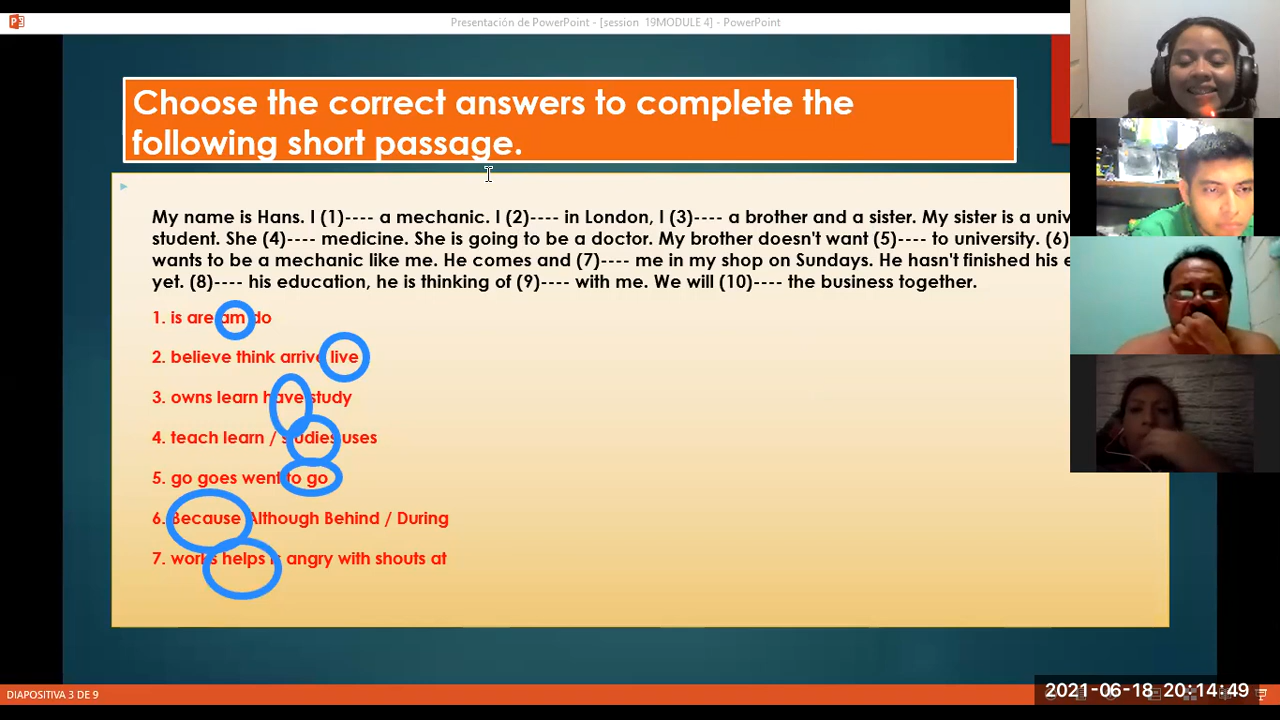 Presentación de PowerPoint - [session 19MODULE 4] - PowerPoint
Choose the correct answers to complete the
following short passage.
My name is Hans. I (1)---- a mechanic. I (2)---- in London, I (3)---- a brother and a sister. My sister is a
student. She (4)---- medicine. She is going to be a doctor. My brother doesn't want (5)---- to university. (6)
wants to be a mechanic like me. He comes and (7)---- me in my shop on Sundays. He hasn't finished his
yet. (8)---- his education, he is thinking of (9)---- with me. We will (10)---- the business together.
1. is are am do
2. believe think arrive live
3. owns learn have study
4. teach learn / studies uses
5. go goes went to go
6. Because Although Behind / During
7. works helps is angry with shouts at
DIAPOSITIVA 3 DE 9
2021-06-18 20:14:49